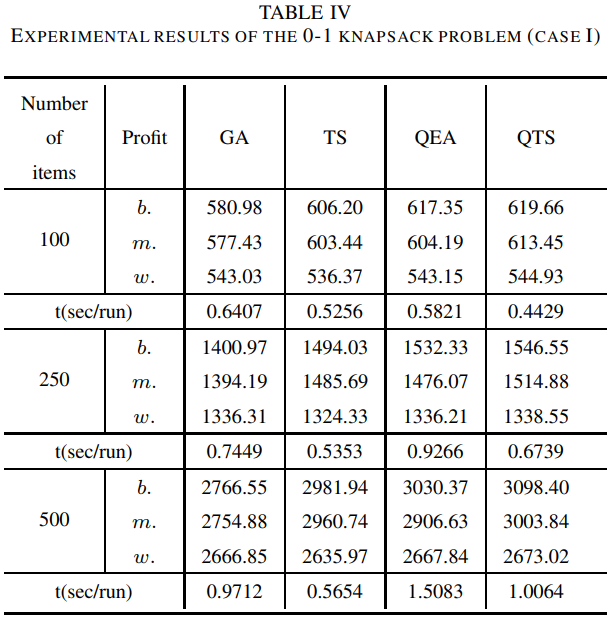 TABLE IV
EXPERIMENTAL RESULTS OF THE 0-1 KNAPSACK PROBLEM (CASE I)
Number of items Profit GA TS QEA QTS
100 b. 580.98 606.20 617.35 619.66
m. 577.43 603.44 604.19 613.45
w. 543.03 536.37 543.15 544.93
t(sec/run) 0.6407 0.5256 0.5821 0.4429
250 b. 1400.97 1494.03 1532.33 1546.55
m. 1394.19 1485.69 1476.07 1514.88
w. 1336.31 1324.33 1336.21 1338.55
t(sec/run) 0.7449 0.5353 0.9266 0.6739
500 b. 2766.55 2981.94 3030.37 3098.40
m. 2754.88 2960.74 2906.63 3003.84
w. 2666.85 2635.97 2667.84 2673.02
t(sec/run) 0.9712 0.5654 1.5083 1.0064